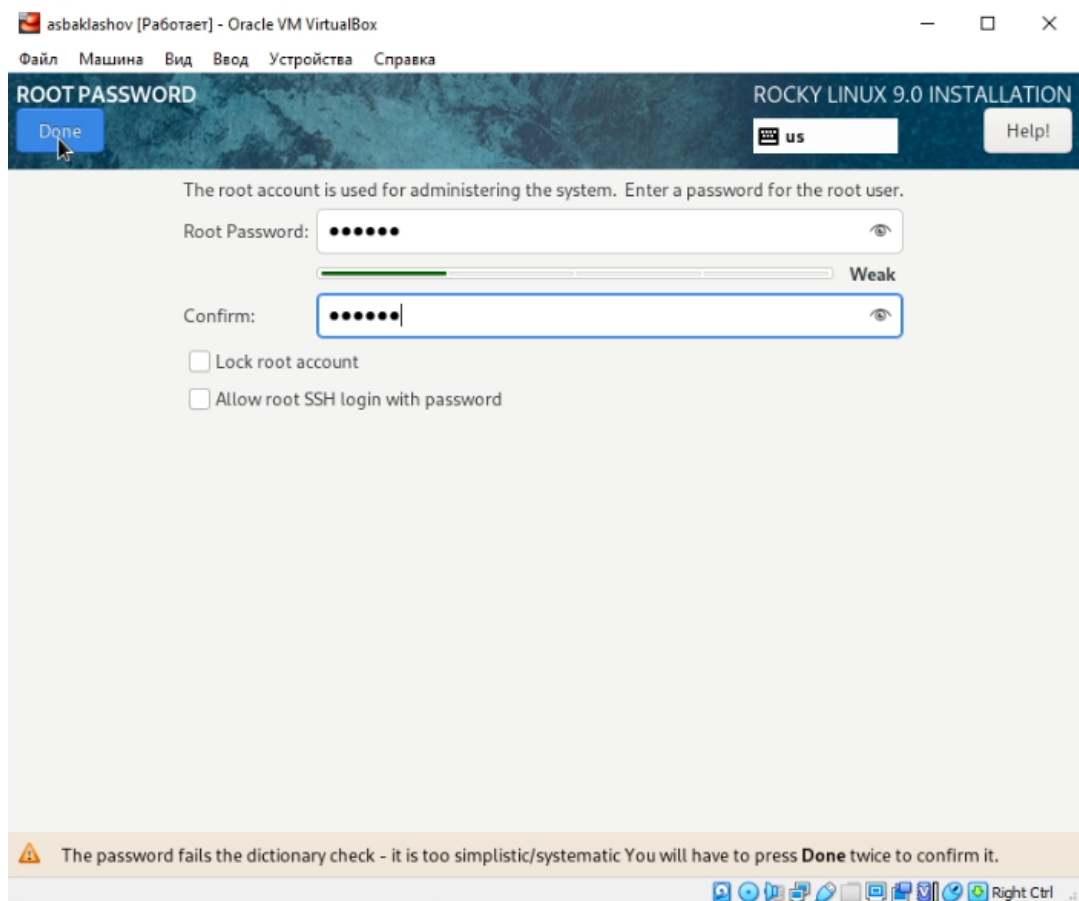 asbaklashov [Работает] - Oracle VM VirtualBox
Файл Машина Вид Ввод Устройства Справка
ROOT PASSWORD
ROCKY LINUX 9.0 INSTALLATION
Done
us
Help!
The root account is used for administering the system. Enter a password for the root user.
Root Password: ●●●●●●
Weak
Confirm: ●●●●●●
Lock root account
Allow root SSH login with password
The password fails the dictionary check - it is too simplistic/systematic You will have to press Done twice to confirm it.
Right Ctrl